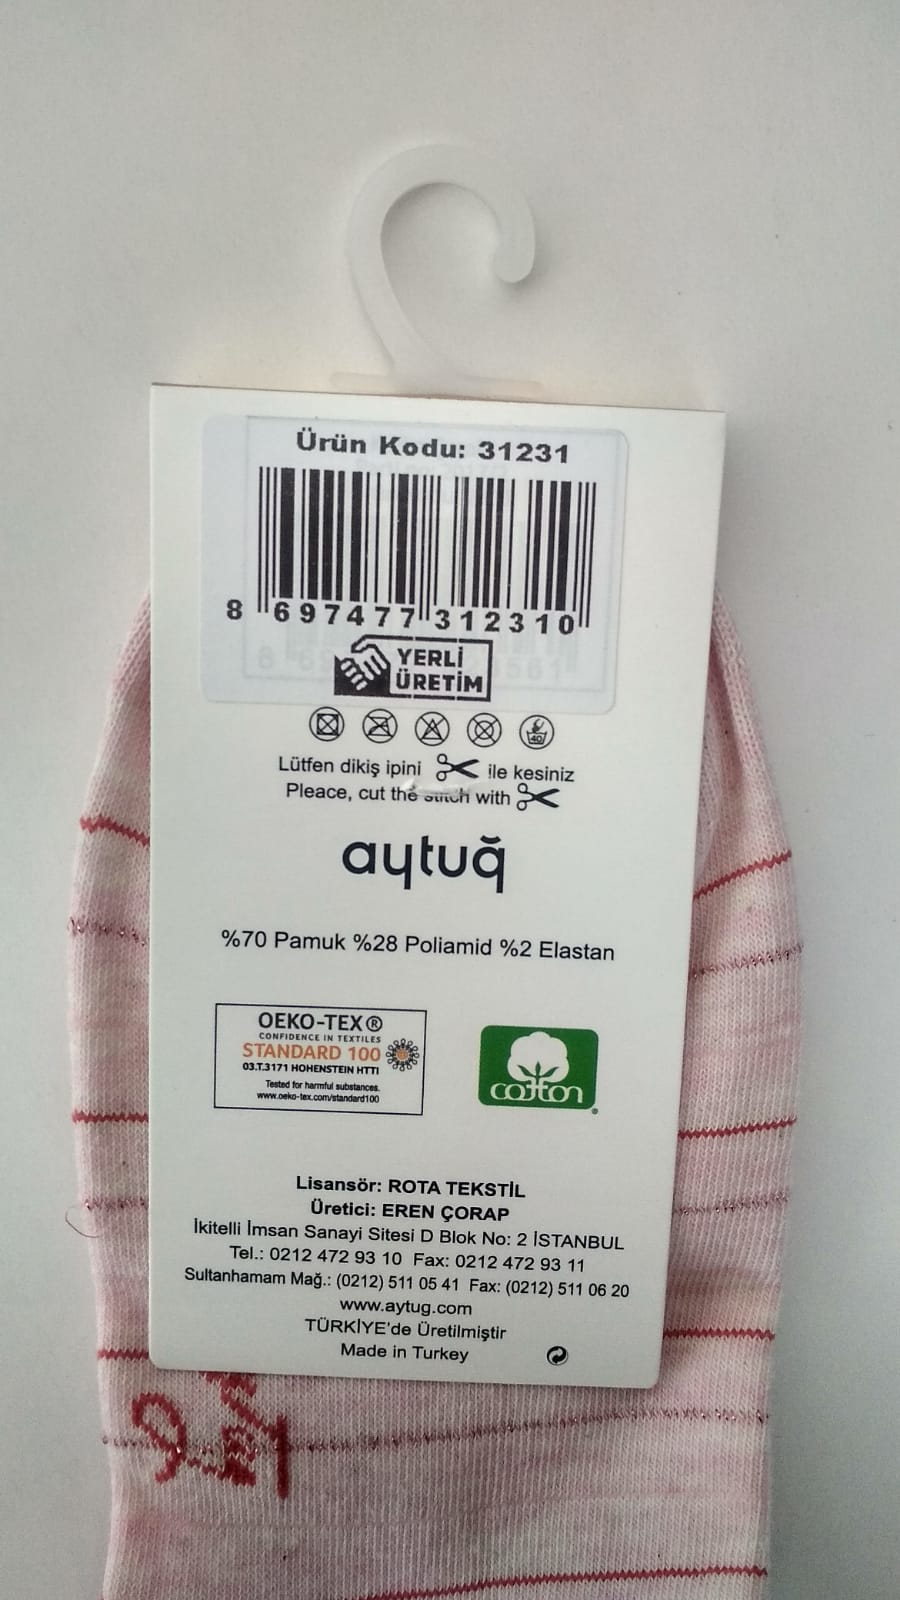 Ürün Kodu: 31231
8 697477 312310
YERLİ
ÜRETİM
40
Lütfen dikiş ipini ile kesiniz
Pleace, cut the stitch with
aytuğ
%70 Pamuk %28 Poliamid %2 Elastan
OEKO-TEX®
CONFIDENCE IN TEXTILES
STANDARD 100
03.T.3171 HOHENSTEIN HTTI
Tested for harmful substances.
www.oeko-tex.com/standard100
cotton
Lisansör: ROTA TEKSTİL
Üretici: EREN ÇORAP
İkitelli İmsan Sanayi Sitesi D Blok No: 2 İSTANBUL
Tel.: 0212 472 93 10 Fax: 0212 472 93 11
Sultanhamam Mağ.: (0212) 511 05 41 Fax: (0212) 511 06 20
www.aytug.com
TÜRKİYE'de Üretilmiştir
Made in Turkey